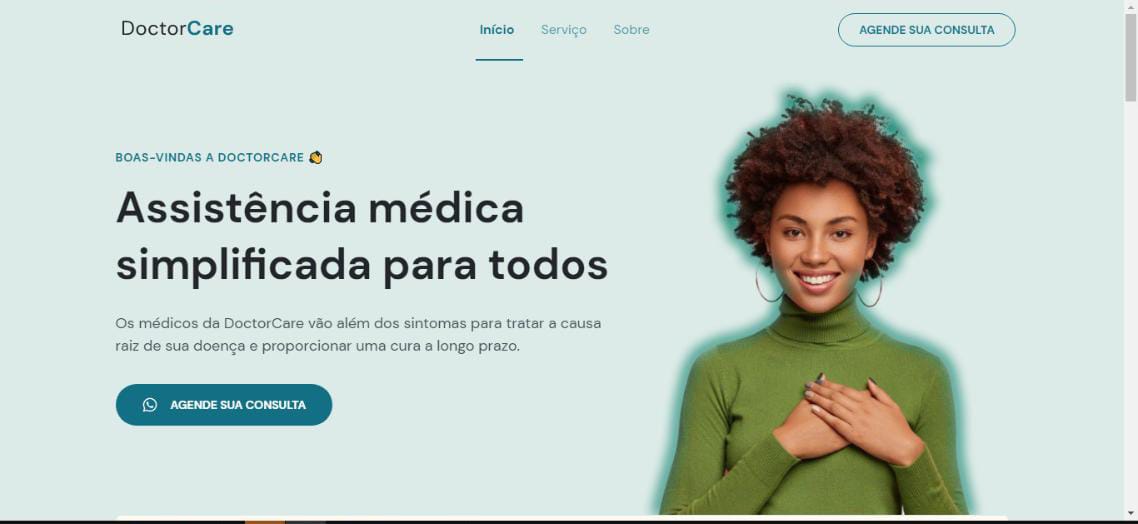 DoctorCare
Início
Serviço
Sobre
AGENDE SUA CONSULTA
BOAS-VINDAS A DOCTORCARE 👋
Assistência médica
simplificada para todos
Os médicos da DoctorCare vão além dos sintomas para tratar a causa
raiz de sua doença e proporcionar uma cura a longo prazo.
AGENDE SUA CONSULTA